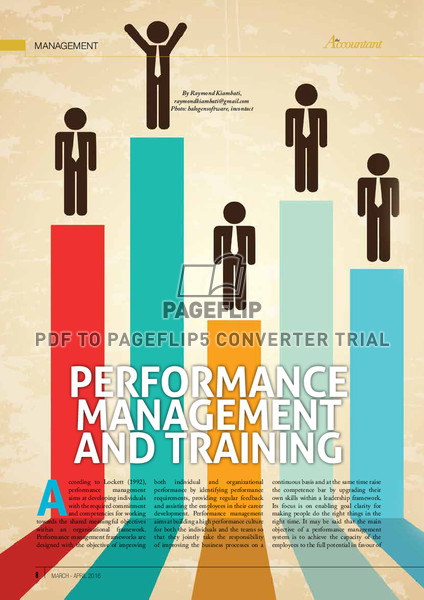 MANAGEMENT
the Accountant
By Raymond Kiambati,
raymondkiambati@gmail.com
Photo: halogensoftware, incontact
PAGEFLIP
PDF TO PAGEFLIP5 CONVERTER TRIAL
PERFORMANCE
MANAGEMENT
AND TRAINING
According to Lockett (1992),
performance management
aims at developing individuals
with the required commitment
and competencies for working
towards the shared meaningful objectives
within an organizational framework.
Performance management frameworks are
designed with the objective of improving
both individual and organizational
performance by identifying performance
requirements, providing regular feedback
and assisting the employees in their career
development. Performance management
aims at building a high performance culture
for both the individuals and the teams so
that they jointly take the responsibility
of improving the business processes on a
continuous basis and at the same time raise
the competence bar by upgrading their
own skills within a leadership framework.
Its focus is on enabling goal clarity for
making people do the right things in the
right time. It may be said that the main
objective of a performance management
system is to achieve the capacity of the
employees to the full potential in favour of
8 MARCH - APRIL 2016